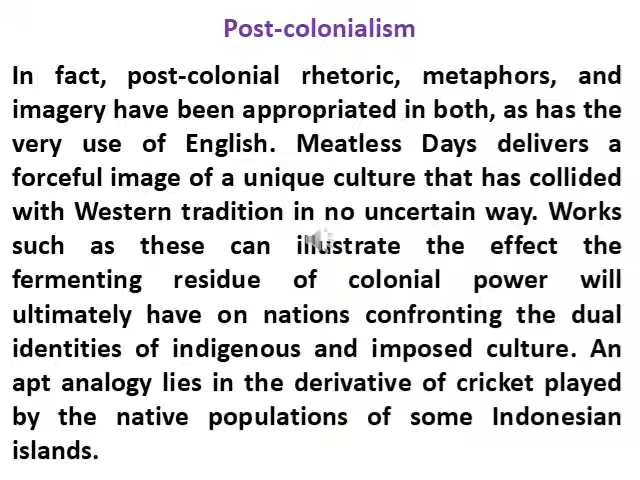 Post-colonialism
In fact, post-colonial rhetoric, metaphors, and
imagery have been appropriated in both, as has the
very use of English. Meatless Days delivers a
forceful image of a unique culture that has collided
with Western tradition in no uncertain way. Works
such as these can illustrate the effect the
fermenting residue of colonial power will
ultimately have on nations confronting the dual
identities of indigenous and imposed culture. An
apt analogy lies in the derivative of cricket played
by the native populations of some Indonesian
islands.